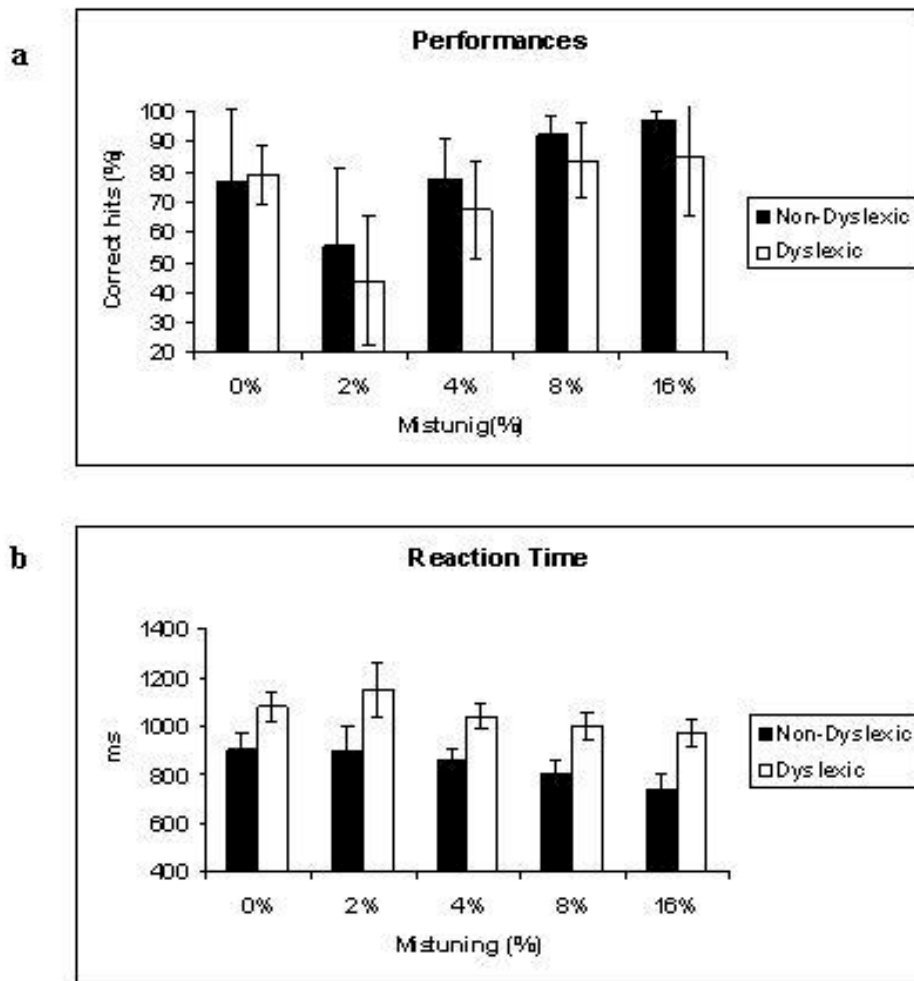 a
Performances
Correct hits (%)
100
90
80
70
60
50
40
30
20
0%
2%
4%
8%
16%
Mistunig(%)
Non-Dyslexic
Dyslexic
b
Reaction Time
ms
1400
1200
1000
800
600
400
0%
2%
4%
8%
16%
Mistuning (%)
Non-Dyslexic
Dyslexic